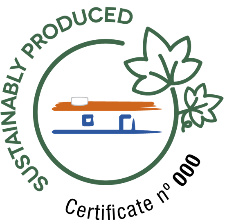 SUSTAINABLY PRODUCED
Certificate nº 000